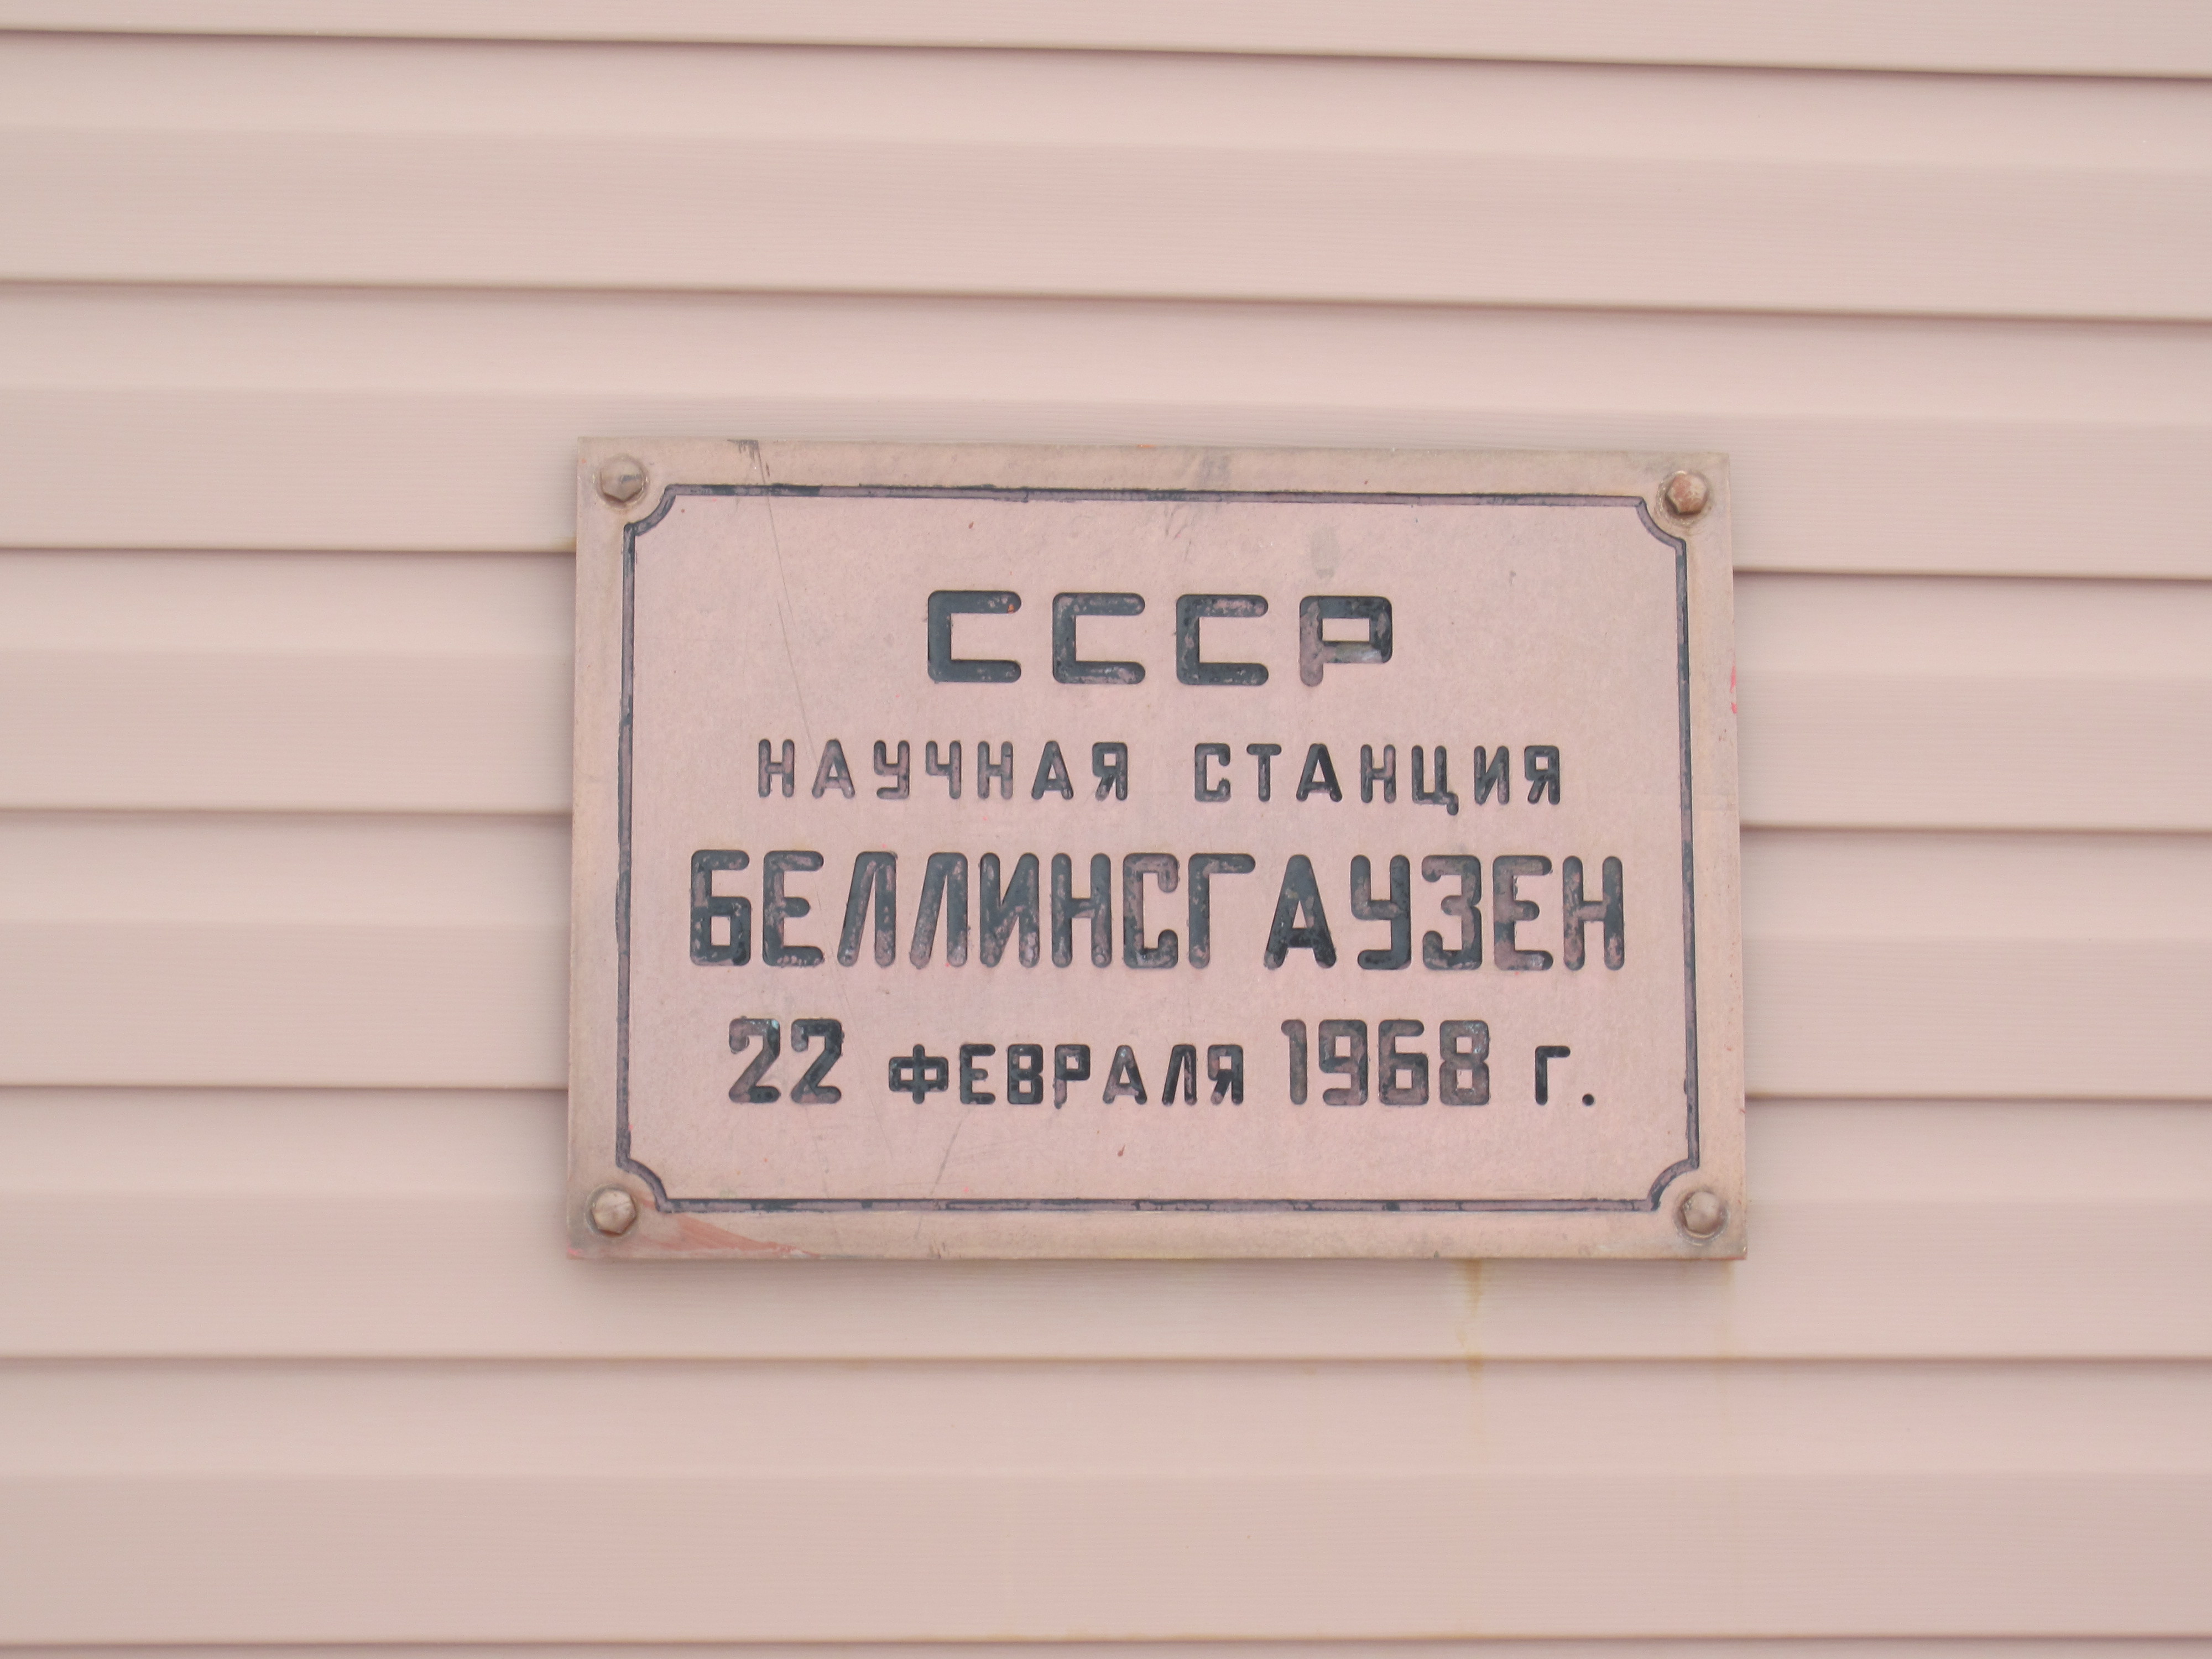 СССР
НАУЧНАЯ СТАНЦИЯ
БЕЛЛИНСГАУЗЕН
22 ФЕВРАЛЯ 1968 Г.